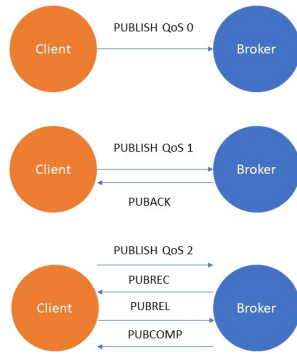 PUBLISH QoS 0
Client
Broker
PUBLISH QoS 1
Client
Broker
PUBACK
PUBLISH QoS 2
PUBREC
Client
PUBREL
Broker
PUBCOMP